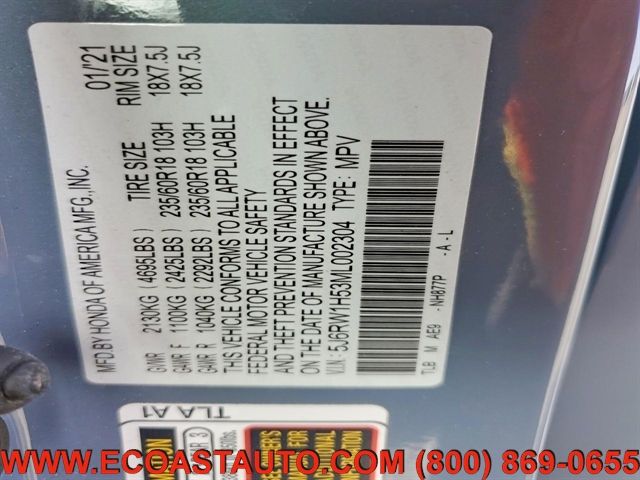 MFD. BY HONDA OF AMERICA MFG., INC. 01/'21
GVWR 2130KG (4695LBS) TIRE SIZE RIM SIZE
GAWR F 1100KG (2425LBS) 235/60R18 103H 18X7.5J
GAWR R 1040KG (2292LBS) 235/60R18 103H 18X7.5J
THIS VEHICLE CONFORMS TO ALL APPLICABLE
FEDERAL MOTOR VEHICLE SAFETY
AND THEFT PREVENTION STANDARDS IN EFFECT
ON THE DATE OF MANUFACTURE SHOWN ABOVE.
V.I.N.: 5J6RW1H63ML002304 TYPE: MPV
TLB M AE9 -NH877P -A-L
TLA A1
WWW.ECOASTAUTO.COM (800) 869-0655